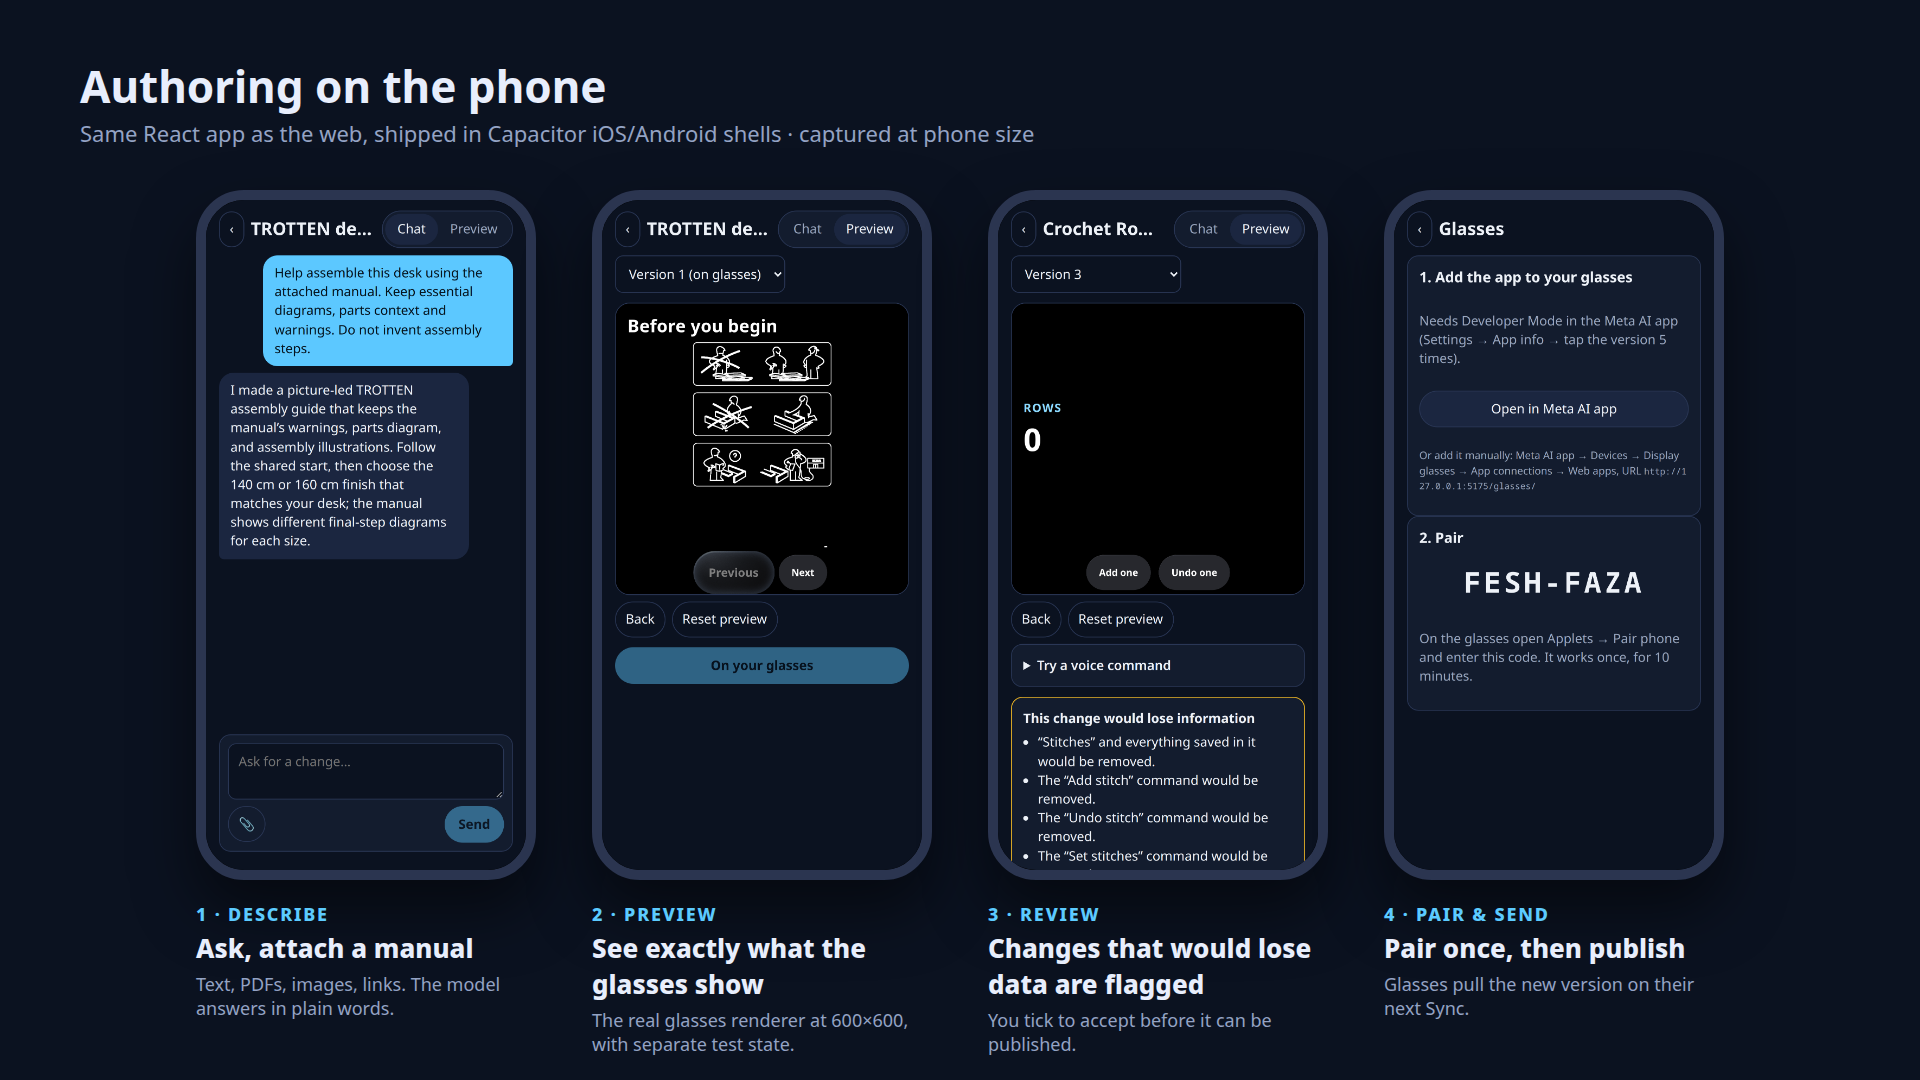 Authoring on the phone
Same React app as the web, shipped in Capacitor iOS/Android shells · captured at phone size
‹ TROTTEN de... Chat Preview
Help assemble this desk using the
attached manual. Keep essential
diagrams, parts context and
warnings. Do not invent assembly
steps.
I made a picture-led TROTTEN
assembly guide that keeps the
manual’s warnings, parts diagram,
and assembly illustrations. Follow
the shared start, then choose the
140 cm or 160 cm finish that
matches your desk; the manual
shows different final-step diagrams
for each size.
Ask for a change...
Send
1 · DESCRIBE
Ask, attach a manual
Text, PDFs, images, links. The model
answers in plain words.
‹ TROTTEN de... Chat Preview
Version 1 (on glasses)
Before you begin
?
Previous Next
Back Reset preview
On your glasses
2 · PREVIEW
See exactly what the
glasses show
The real glasses renderer at 600×600,
with separate test state.
‹ Crochet Ro... Chat Preview
Version 3
ROWS
0
Add one Undo one
Back Reset preview
▶ Try a voice command
This change would lose information
• “Stitches” and everything saved in it
would be removed.
• The “Add stitch” command would be
removed.
• The “Undo stitch” command would be
removed.
• The “Set stitches” command would be
3 · REVIEW
Changes that would lose
data are flagged
You tick to accept before it can be
published.
‹ Glasses
1. Add the app to your glasses
Needs Developer Mode in the Meta AI app
(Settings → App info → tap the version 5
times).
Open in Meta AI app
Or add it manually: Meta AI app → Devices → Display
glasses → App connections → Web apps, URL http://1
27.0.0.1:5175/glasses/
2. Pair
FESH-FAZA
On the glasses open Applets → Pair phone
and enter this code. It works once, for 10
minutes.
4 · PAIR & SEND
Pair once, then publish
Glasses pull the new version on their
next Sync.